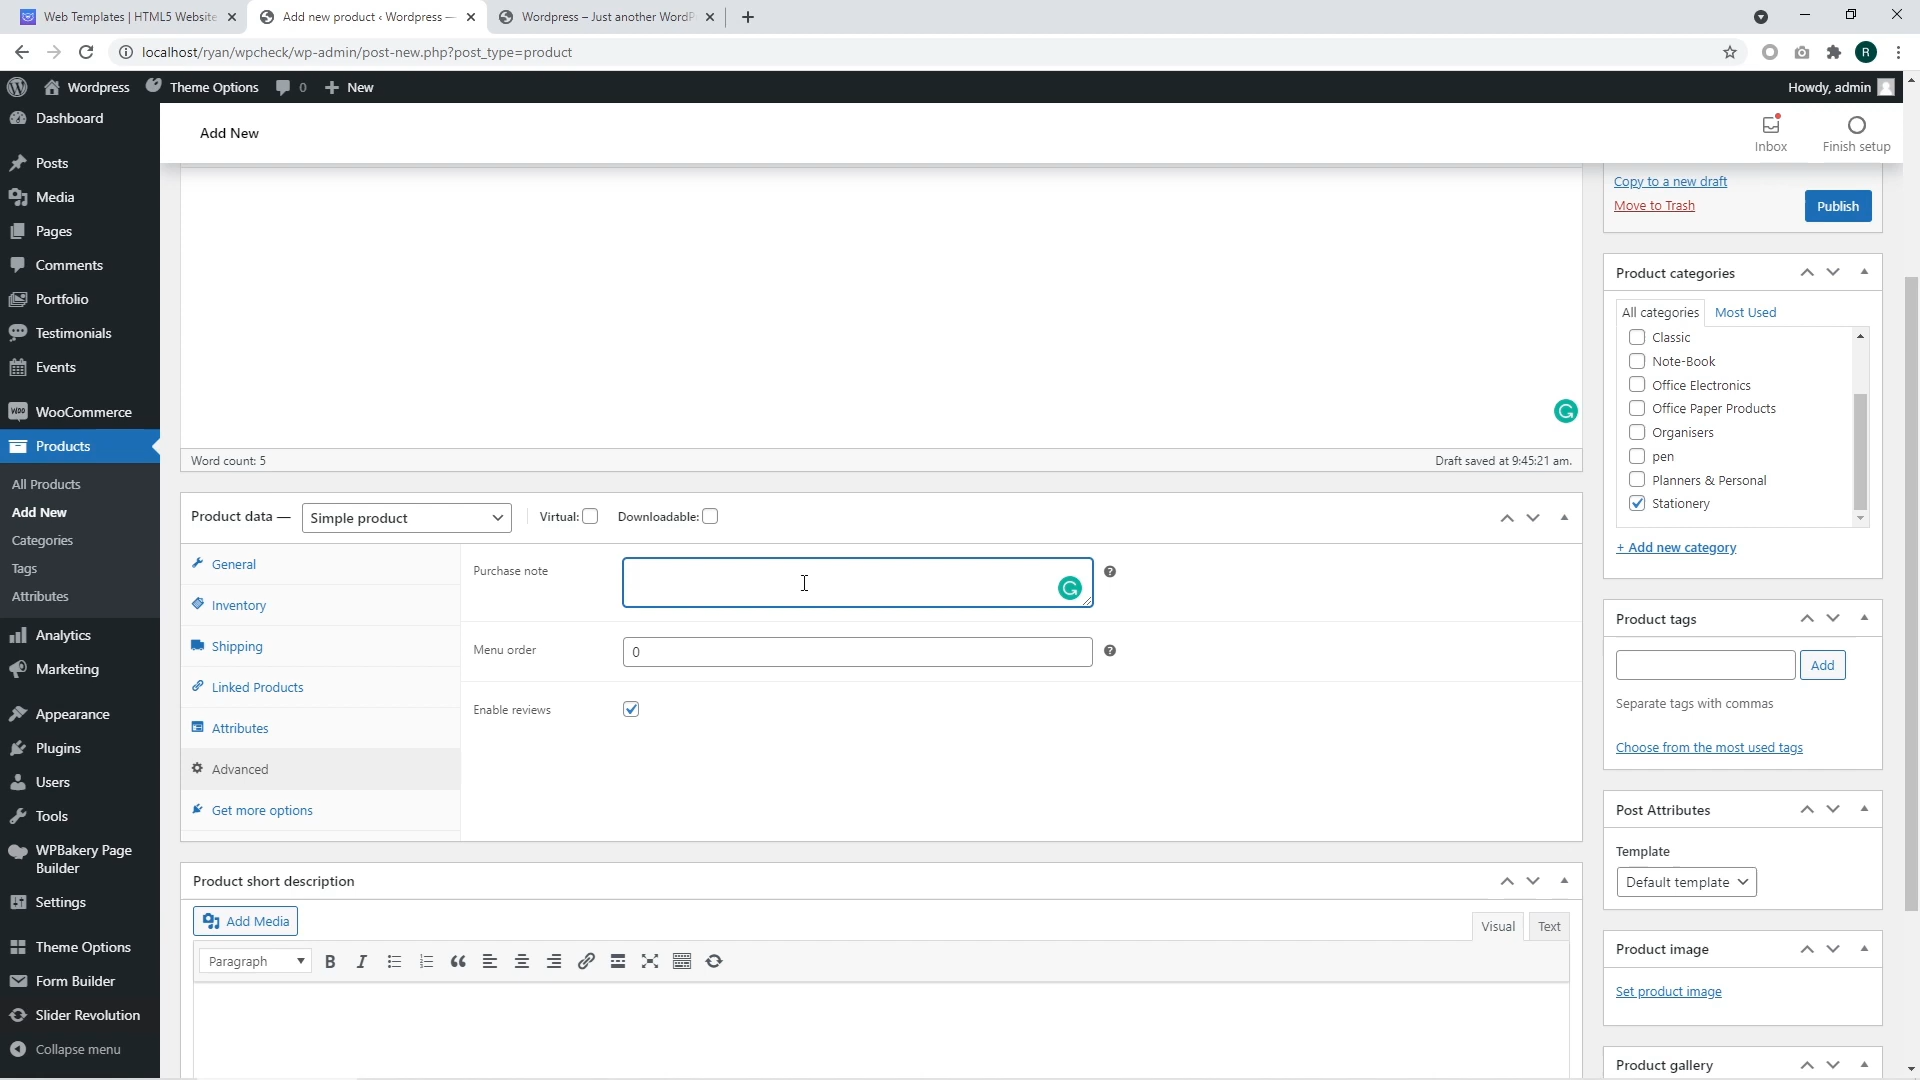 Web Templates | HTML5 Website
Add new product ‹ Wordpress —
Wordpress – Just another WordP
localhost/ryan/wpcheck/wp-admin/post-new.php?post_type=product
R
Wordpress
Theme Options
0
New
Howdy, admin
Dashboard
Posts
Media
Pages
Comments
Portfolio
Testimonials
Events
WooCommerce
Products
All Products
Add New
Categories
Tags
Attributes
Analytics
Marketing
Appearance
Plugins
Users
Tools
WPBakery Page
Builder
Settings
Theme Options
Form Builder
Slider Revolution
Collapse menu
Add New
Inbox
Finish setup
Word count: 5
Draft saved at 9:45:21 am.
Product data —
Simple product
Virtual:
Downloadable:
General
Inventory
Shipping
Linked Products
Attributes
Advanced
Get more options
Purchase note
Menu order
0
Enable reviews
Product short description
Add Media
Visual
Text
Paragraph
Copy to a new draft
Move to Trash
Publish
Product categories
All categories
Most Used
Classic
Note-Book
Office Electronics
Office Paper Products
Organisers
pen
Planners & Personal
Stationery
+ Add new category
Product tags
Add
Separate tags with commas
Choose from the most used tags
Post Attributes
Template
Default template
Product image
Set product image
Product gallery